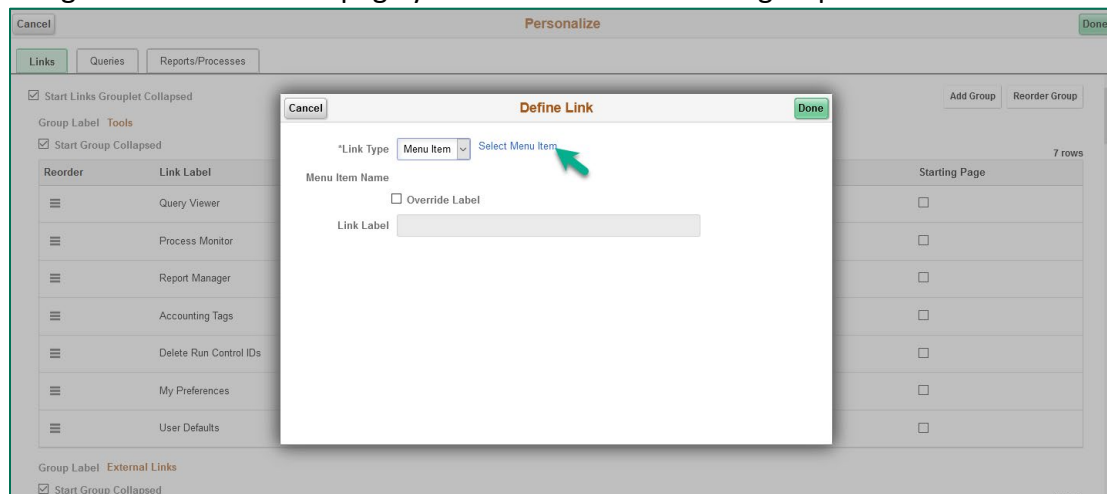 Cancel Personalize Done
Links Queries Reports/Processes
Start Links Grouplet Collapsed Add Group Reorder Group
Group Label Tools
Start Group Collapsed 7 rows
Reorder Link Label Starting Page
Query Viewer
Process Monitor
Report Manager
Accounting Tags
Delete Run Control IDs
My Preferences
User Defaults
Group Label External Links
Start Group Collapsed
Cancel Define Link Done
*Link Type Menu Item Select Menu Item
Menu Item Name
Override Label
Link Label